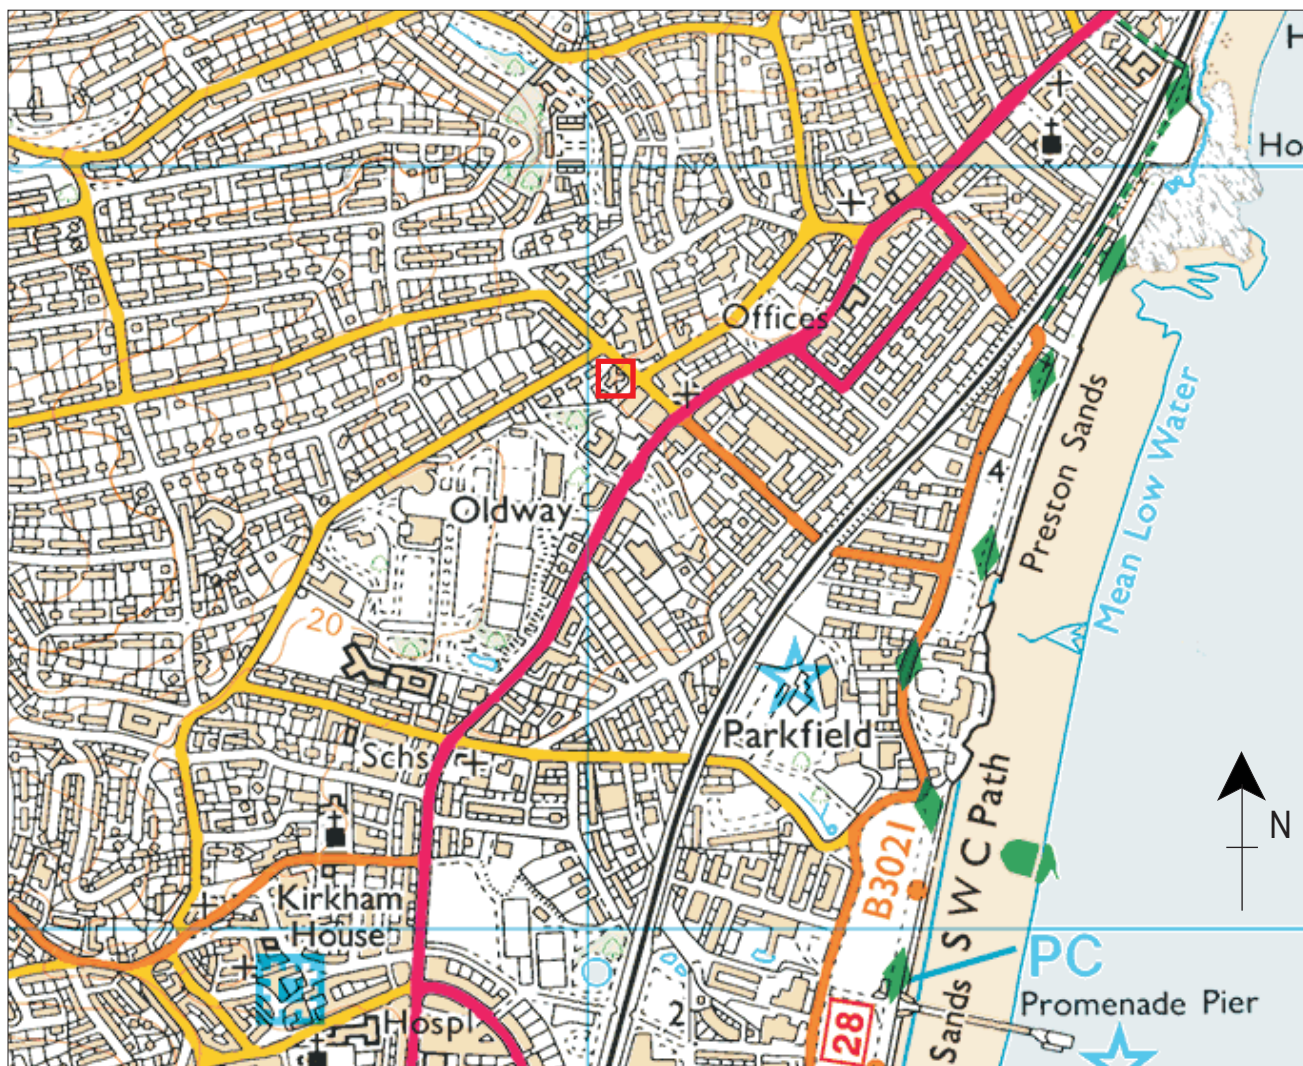 H
Ho
Offices
Preston Sands
4
Mean Low Water
Oldway
20
Parkfield
Schs
N
Kirkham
House
B3021
S W C Path
PC
Sands
Promenade Pier
28
2
Hospl